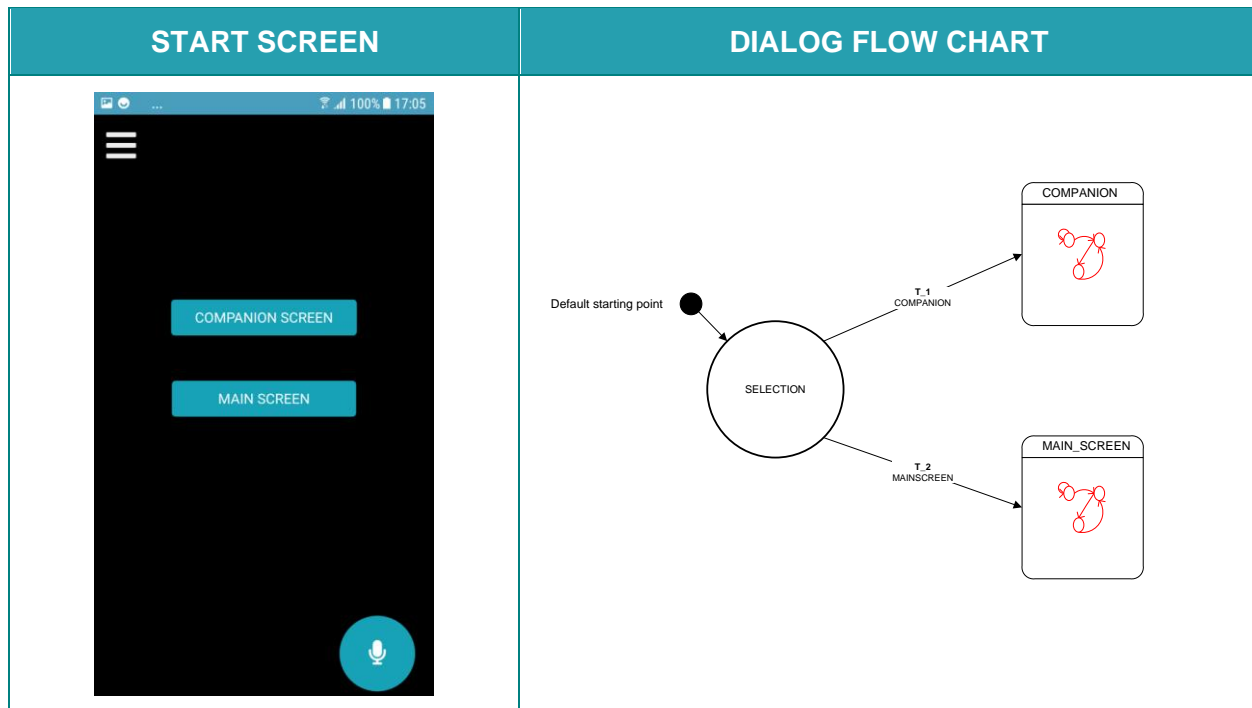 START SCREEN
DIALOG FLOW CHART
... 100% 17:05
COMPANION SCREEN
MAIN SCREEN
Default starting point
SELECTION
T_1
COMPANION
T_2
MAINSCREEN
COMPANION
MAIN_SCREEN